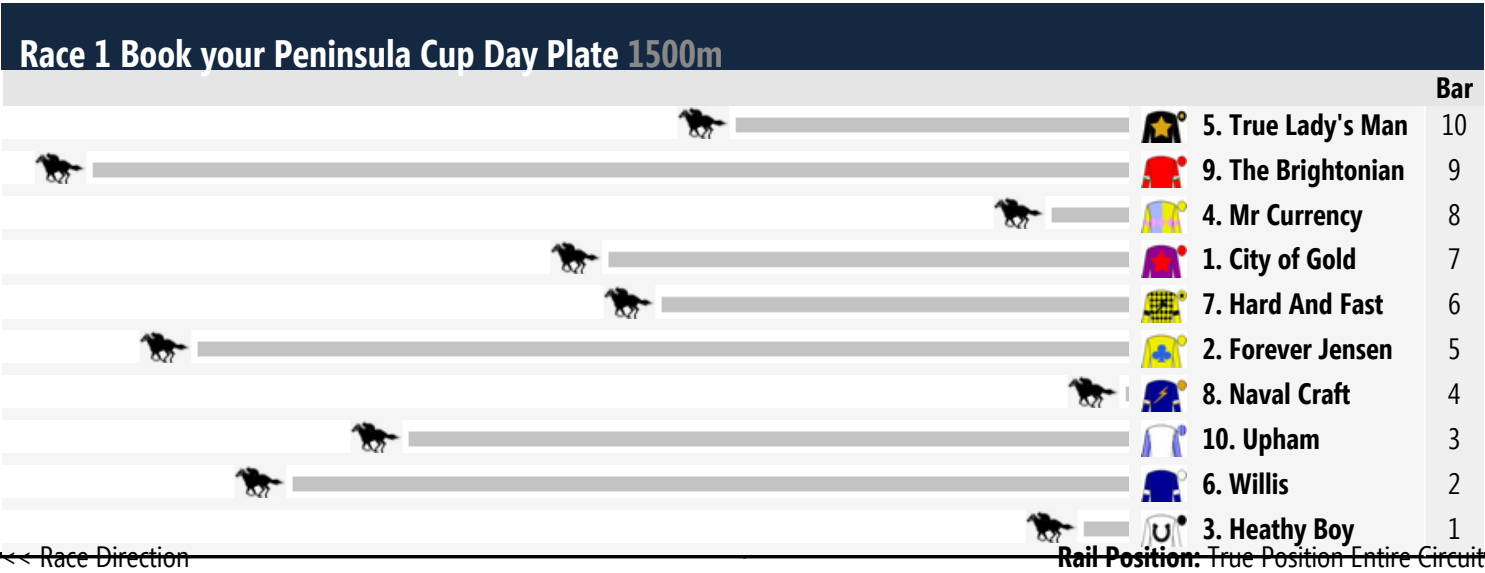 Race 1 Book your Peninsula Cup Day Plate 1500m
Bar
5. True Lady's Man 10
9. The Brightonian 9
4. Mr Currency 8
1. City of Gold 7
7. Hard And Fast 6
2. Forever Jensen 5
8. Naval Craft 4
10. Upham 3
6. Willis 2
3. Heathy Boy 1
<< Race Direction Rail Position: True Position Entire Circuit